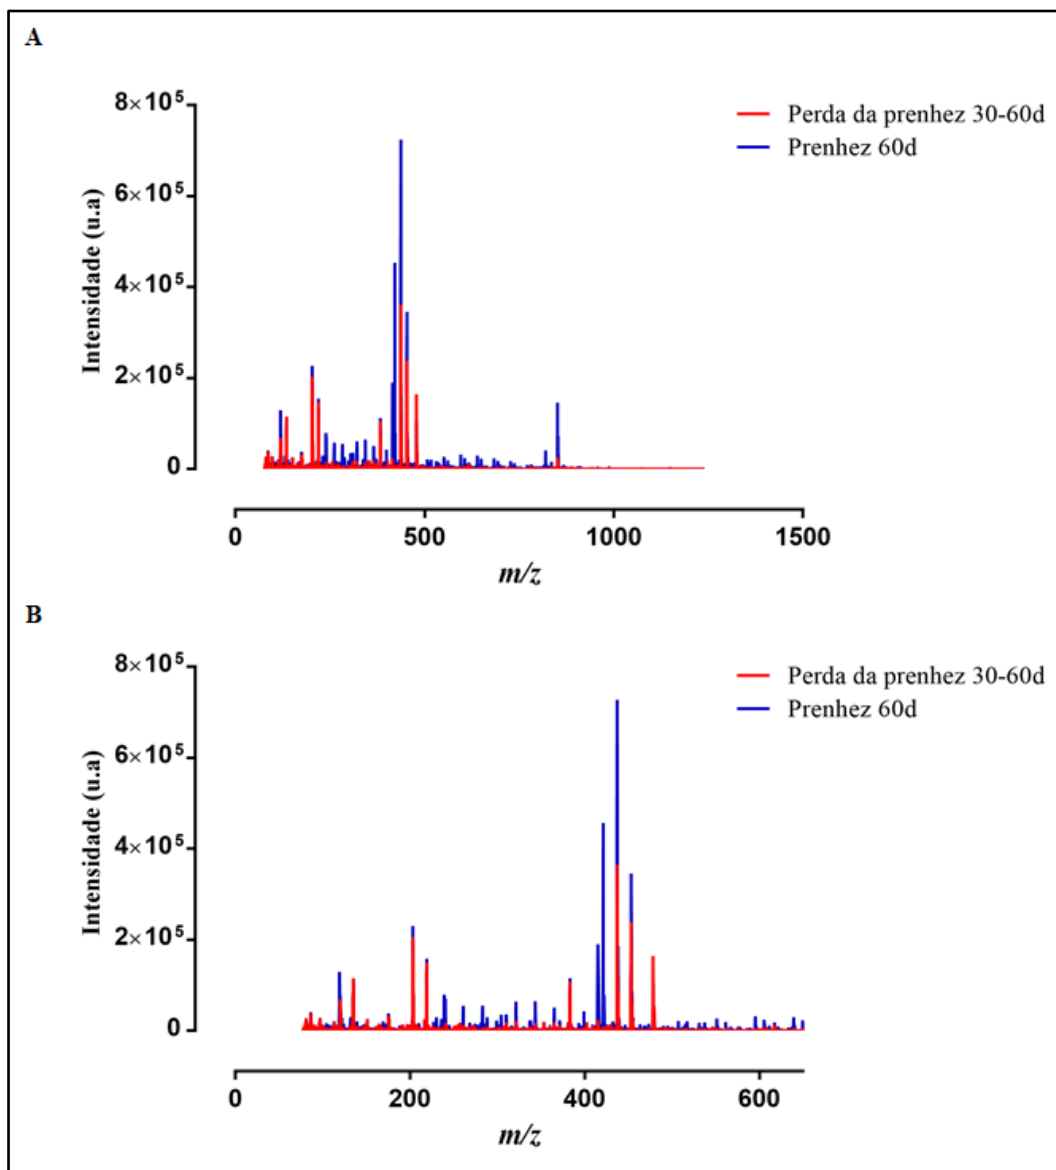 A
8×10⁵
6×10⁵
4×10⁵
2×10⁵
0
Intensidade (u.a)
Perda da prenhez 30-60d
Prenhez 60d
0 500 1000 1500
m/z
B
8×10⁵
6×10⁵
4×10⁵
2×10⁵
0
Intensidade (u.a)
Perda da prenhez 30-60d
Prenhez 60d
0 200 400 600
m/z